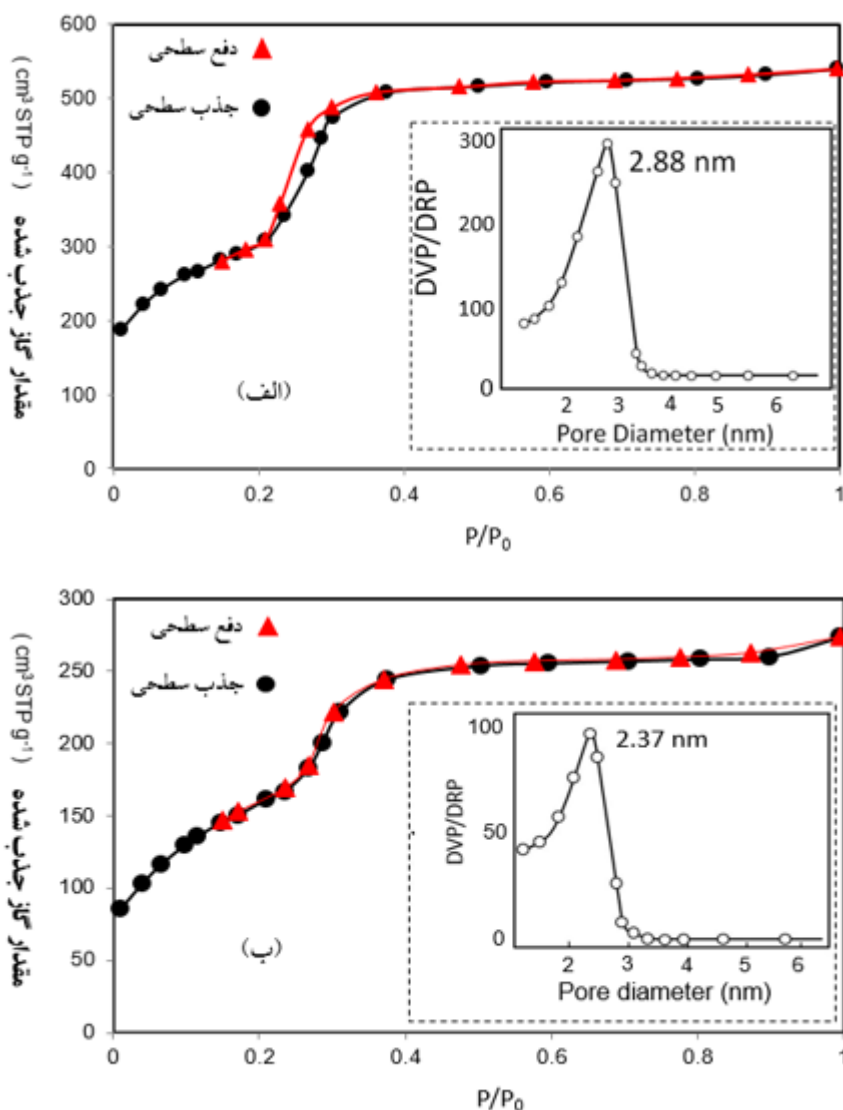 600
500
400
300
200
100
0
مقدار گاز جذب شده ( cm³ STP g⁻¹ )
دفع سطحی
جذب سطحی
(الف)
300
200
100
0
DVP/DRP
2.88 nm
2 3 4 5 6
Pore Diameter (nm)
0 0.2 0.4 0.6 0.8 1
P/P₀
300
250
200
150
100
50
0
مقدار گاز جذب شده ( cm³ STP g⁻¹ )
دفع سطحی
جذب سطحی
(ب)
100
50
0
DVP/DRP
2.37 nm
2 3 4 5 6
Pore diameter (nm)
0 0.2 0.4 0.6 0.8 1
P/P₀